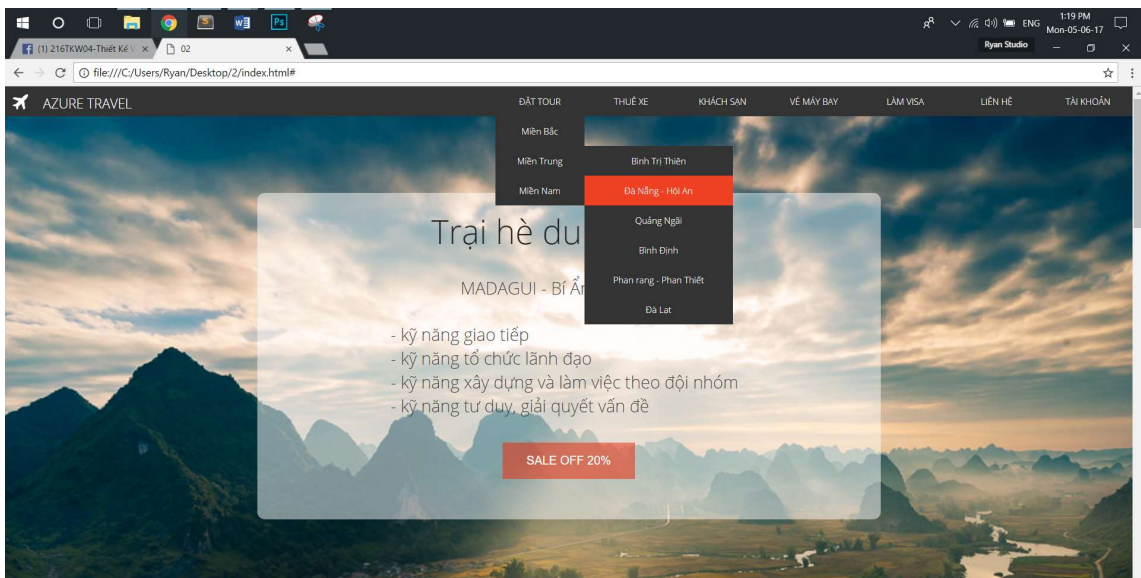 1:19 PM
ENG
Mon-05-06-17
(1) 216TKW04-Thiết Kế
02
Ryan Studio
file:///C:/Users/Ryan/Desktop/2/index.html#
AZURE TRAVEL
ĐẶT TOUR
THUÊ XE
KHÁCH SẠN
VÉ MÁY BAY
LÀM VISA
LIÊN HỆ
TÀI KHOẢN
Miền Bắc
Miền Trung
Bình Trị Thiên
Miền Nam
Đà Nẵng - Hội An
Quảng Ngãi
Bình Định
Phan rang - Phan Thiết
Đà Lạt
Trại hè du
MADAGUI - Bí Ẩn
- kỹ năng giao tiếp
- kỹ năng tổ chức lãnh đạo
- kỹ năng xây dựng và làm việc theo đội nhóm
- kỹ năng tư duy, giải quyết vấn đề
SALE OFF 20%